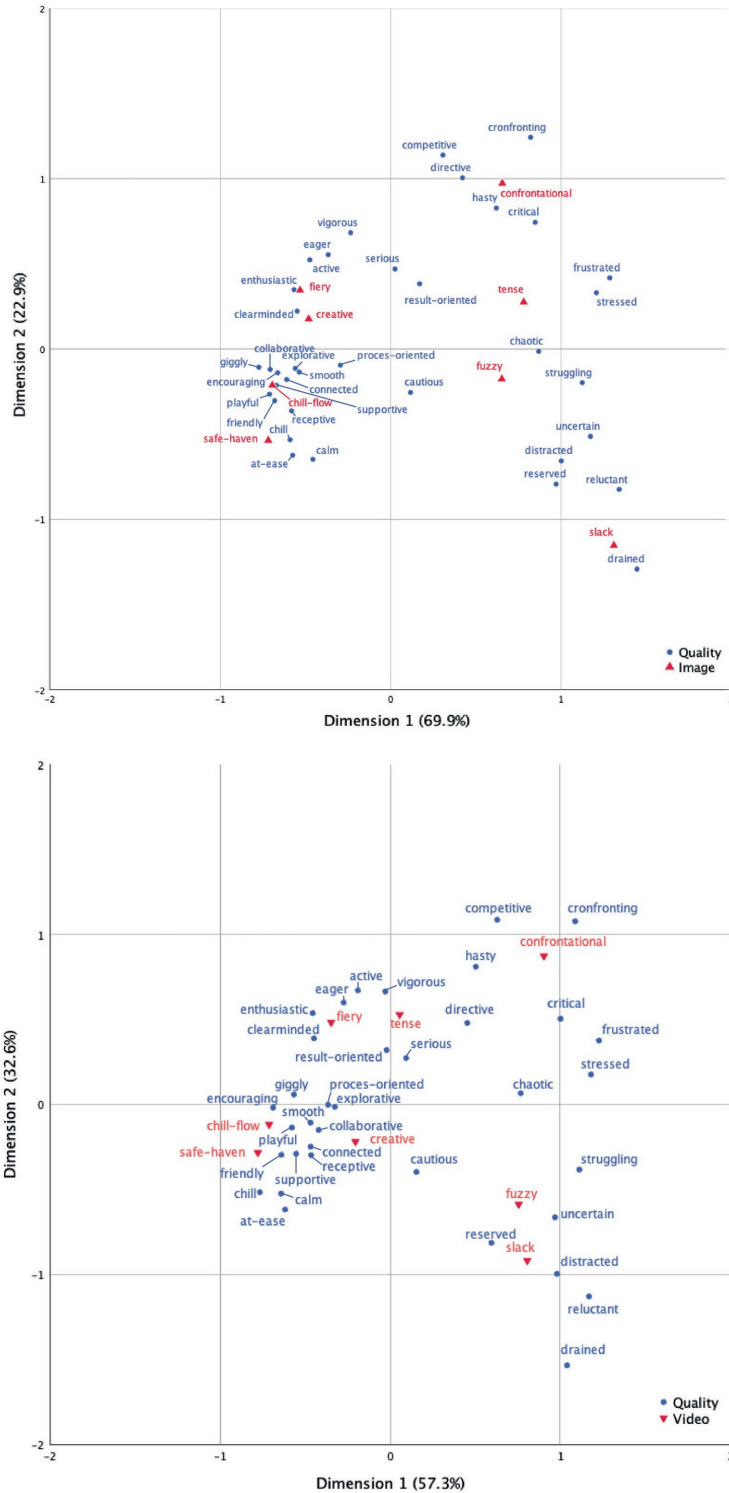 2
cronfronting
competitive
directive
1
confrontational
hasty
critical
vigorous
eager
serious
active
frustrated
enthusiastic
fiery
tense
result-oriented
stressed
clearminded
creative
chaotic
collaborative
0
giggly
explorative
proces-oriented
fuzzy
smooth
struggling
encouraging
connected
cautious
playful
chill-flow
supportive
friendly
receptive
uncertain
safe-haven
chill
calm
distracted
at-ease
reserved
reluctant
-1
slack
drained
Quality
Image
-2
-2
-1
0
1
2
Dimension 1 (69.9%)
Dimension 2 (22.9%)
2
competitive
cronfronting
1
confrontational
hasty
active
vigorous
eager
critical
enthusiastic
fiery
tense
directive
clearminded
frustrated
result-oriented
serious
stressed
giggly
proces-oriented
chaotic
encouraging
explorative
0
smooth
chill-flow
collaborative
playful
creative
safe-haven
connected
receptive
cautious
struggling
friendly
supportive
chill
calm
fuzzy
at-ease
uncertain
reserved
slack
distracted
-1
reluctant
drained
Quality
Video
-2
-2
-1
0
1
2
Dimension 1 (57.3%)
Dimension 2 (32.6%)